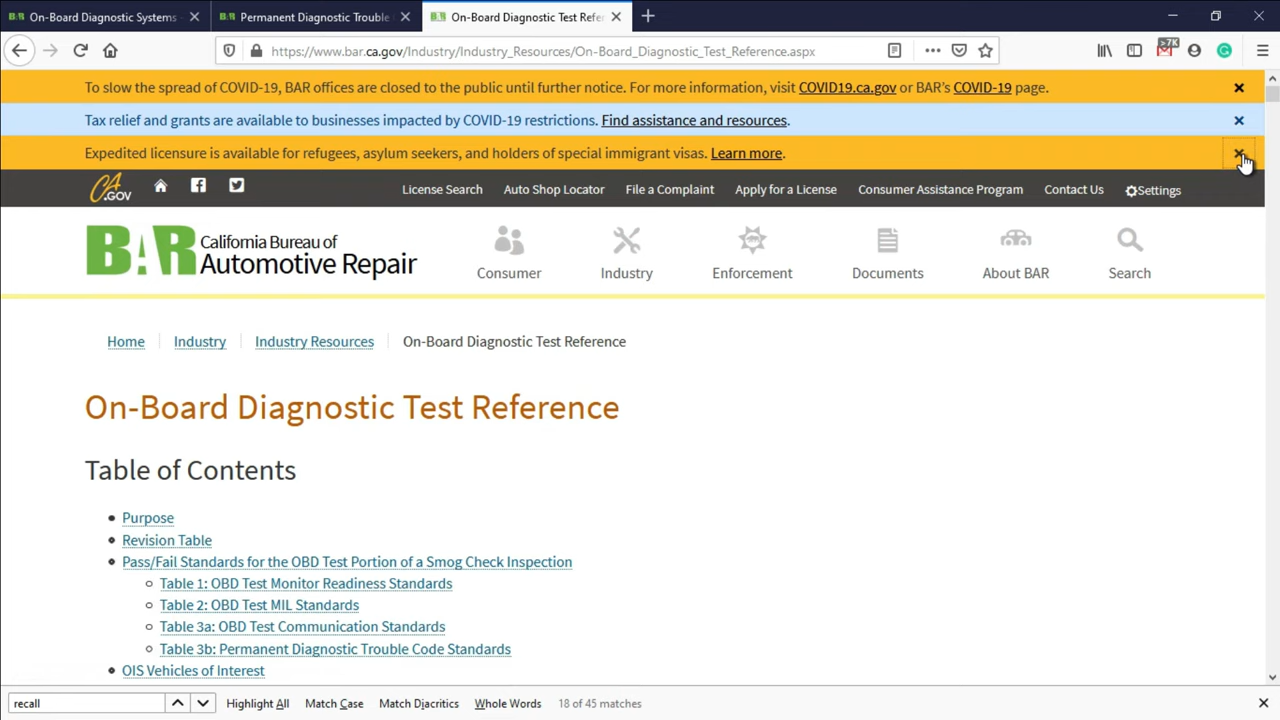 On-Board Diagnostic Systems -
Permanent Diagnostic Trouble
On-Board Diagnostic Test Refer
https://www.bar.ca.gov/Industry/Industry_Resources/On-Board_Diagnostic_Test_Reference.aspx
To slow the spread of COVID-19, BAR offices are closed to the public until further notice. For more information, visit COVID19.ca.gov or BAR's COVID-19 page.
Tax relief and grants are available to businesses impacted by COVID-19 restrictions. Find assistance and resources.
Expedited licensure is available for refugees, asylum seekers, and holders of special immigrant visas. Learn more.
CA.GOV
License Search Auto Shop Locator File a Complaint Apply for a License Consumer Assistance Program Contact Us Settings
BAR California Bureau of Automotive Repair
Consumer Industry Enforcement Documents About BAR Search
Home Industry Industry Resources On-Board Diagnostic Test Reference
On-Board Diagnostic Test Reference
Table of Contents
Purpose
Revision Table
Pass/Fail Standards for the OBD Test Portion of a Smog Check Inspection
Table 1: OBD Test Monitor Readiness Standards
Table 2: OBD Test MIL Standards
Table 3a: OBD Test Communication Standards
Table 3b: Permanent Diagnostic Trouble Code Standards
OIS Vehicles of Interest
recall Highlight All Match Case Match Diacritics Whole Words 18 of 45 matches